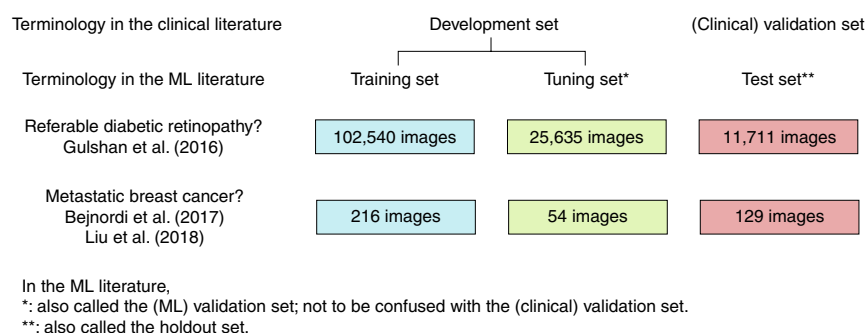 Terminology in the clinical literature Development set (Clinical) validation set
Terminology in the ML literature Training set Tuning set* Test set**
Referable diabetic retinopathy?
Gulshan et al. (2016)
102,540 images 25,635 images 11,711 images
Metastatic breast cancer?
Bejnordi et al. (2017)
Liu et al. (2018)
216 images 54 images 129 images
In the ML literature,
*: also called the (ML) validation set; not to be confused with the (clinical) validation set.
**: also called the holdout set.